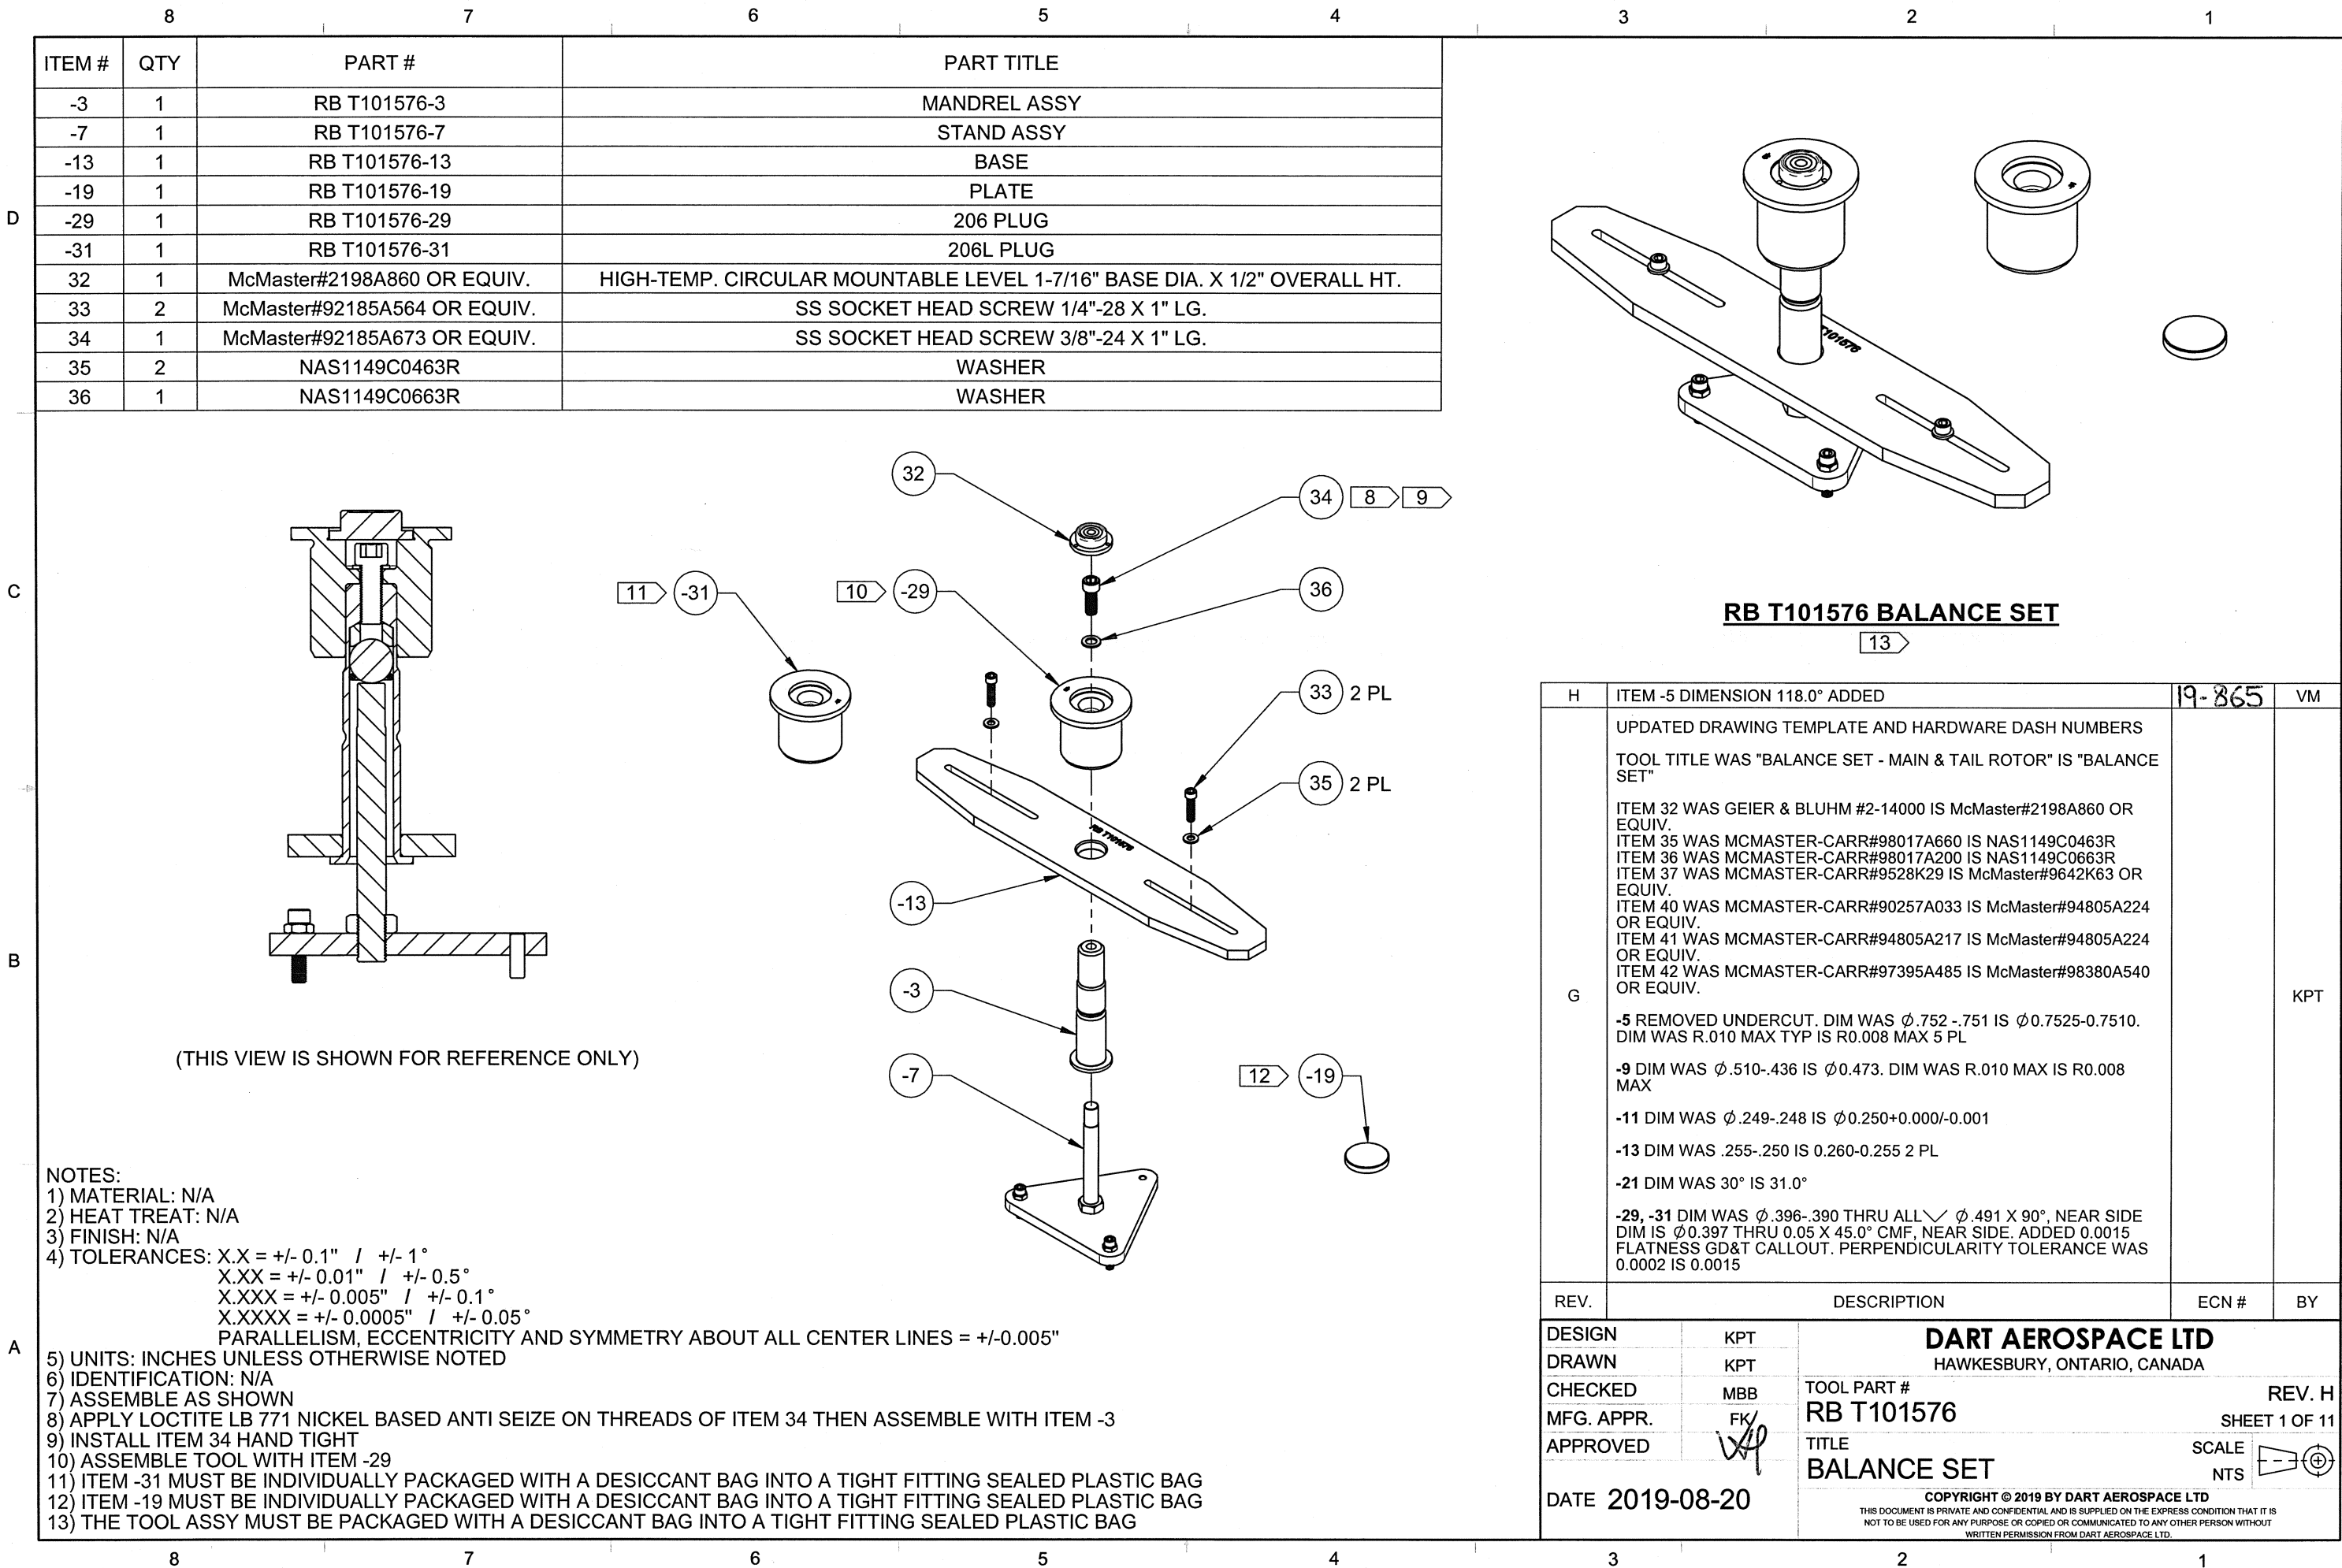 8 7 6 5 4 3 2 1
ITEM # QTY PART # PART TITLE
-3 1 RB T101576-3 MANDREL ASSY
-7 1 RB T101576-7 STAND ASSY
-13 1 RB T101576-13 BASE
-19 1 RB T101576-19 PLATE
-29 1 RB T101576-29 206 PLUG
-31 1 RB T101576-31 206L PLUG
32 1 McMaster#2198A860 OR EQUIV. HIGH-TEMP. CIRCULAR MOUNTABLE LEVEL 1-7/16" BASE DIA. X 1/2" OVERALL HT.
33 2 McMaster#92185A564 OR EQUIV. SS SOCKET HEAD SCREW 1/4"-28 X 1" LG.
34 1 McMaster#92185A673 OR EQUIV. SS SOCKET HEAD SCREW 3/8"-24 X 1" LG.
35 2 NAS1149C0463R WASHER
36 1 NAS1149C0663R WASHER
D
C
B
A
T101576
32
34 8 9
11 -31
10 -29
36
33 2 PL
35 2 PL
RB T101576
-13
-3
-7
12 -19
(THIS VIEW IS SHOWN FOR REFERENCE ONLY)
RB T101576 BALANCE SET
13
H ITEM -5 DIMENSION 118.0° ADDED 19-865 VM
G
UPDATED DRAWING TEMPLATE AND HARDWARE DASH NUMBERS
TOOL TITLE WAS "BALANCE SET - MAIN & TAIL ROTOR" IS "BALANCE
SET"
ITEM 32 WAS GEIER & BLUHM #2-14000 IS McMaster#2198A860 OR
EQUIV.
ITEM 35 WAS MCMASTER-CARR#98017A660 IS NAS1149C0463R
ITEM 36 WAS MCMASTER-CARR#98017A200 IS NAS1149C0663R
ITEM 37 WAS MCMASTER-CARR#9528K29 IS McMaster#9642K63 OR
EQUIV.
ITEM 40 WAS MCMASTER-CARR#90257A033 IS McMaster#94805A224
OR EQUIV.
ITEM 41 WAS MCMASTER-CARR#94805A217 IS McMaster#94805A224
OR EQUIV.
ITEM 42 WAS MCMASTER-CARR#97395A485 IS McMaster#98380A540
OR EQUIV.
KPT
-5 REMOVED UNDERCUT. DIM WAS Ø.752 -.751 IS Ø0.7525-0.7510.
DIM WAS R.010 MAX TYP IS R0.008 MAX 5 PL
-9 DIM WAS Ø.510-.436 IS Ø0.473. DIM WAS R.010 MAX IS R0.008
MAX
-11 DIM WAS Ø.249-.248 IS Ø0.250+0.000/-0.001
-13 DIM WAS .255-.250 IS 0.260-0.255 2 PL
-21 DIM WAS 30° IS 31.0°
-29, -31 DIM WAS Ø.396-.390 THRU ALL⌵ Ø.491 X 90°, NEAR SIDE
DIM IS Ø0.397 THRU 0.05 X 45.0° CMF, NEAR SIDE. ADDED 0.0015
FLATNESS GD&T CALLOUT. PERPENDICULARITY TOLERANCE WAS
0.0002 IS 0.0015
REV. DESCRIPTION ECN # BY
NOTES:
1) MATERIAL: N/A
2) HEAT TREAT: N/A
3) FINISH: N/A
4) TOLERANCES: X.X = +/- 0.1" / +/- 1°
X.XX = +/- 0.01" / +/- 0.5°
X.XXX = +/- 0.005" / +/- 0.1°
X.XXXX = +/- 0.0005" / +/- 0.05°
PARALLELISM, ECCENTRICITY AND SYMMETRY ABOUT ALL CENTER LINES = +/-0.005"
5) UNITS: INCHES UNLESS OTHERWISE NOTED
6) IDENTIFICATION: N/A
7) ASSEMBLE AS SHOWN
8) APPLY LOCTITE LB 771 NICKEL BASED ANTI SEIZE ON THREADS OF ITEM 34 THEN ASSEMBLE WITH ITEM -3
9) INSTALL ITEM 34 HAND TIGHT
10) ASSEMBLE TOOL WITH ITEM -29
11) ITEM -31 MUST BE INDIVIDUALLY PACKAGED WITH A DESICCANT BAG INTO A TIGHT FITTING SEALED PLASTIC BAG
12) ITEM -19 MUST BE INDIVIDUALLY PACKAGED WITH A DESICCANT BAG INTO A TIGHT FITTING SEALED PLASTIC BAG
13) THE TOOL ASSY MUST BE PACKAGED WITH A DESICCANT BAG INTO A TIGHT FITTING SEALED PLASTIC BAG
DESIGN KPT
DRAWN KPT
CHECKED MBB
MFG. APPR. FK
APPROVED
DATE 2019-08-20
DART AEROSPACE LTD
HAWKESBURY, ONTARIO, CANADA
TOOL PART #
RB T101576
REV. H
SHEET 1 OF 11
TITLE
BALANCE SET
SCALE
NTS
COPYRIGHT © 2019 BY DART AEROSPACE LTD
THIS DOCUMENT IS PRIVATE AND CONFIDENTIAL AND IS SUPPLIED ON THE EXPRESS CONDITION THAT IT IS
NOT TO BE USED FOR ANY PURPOSE OR COPIED OR COMMUNICATED TO ANY OTHER PERSON WITHOUT
WRITTEN PERMISSION FROM DART AEROSPACE LTD.
8 7 6 5 4 3 2 1